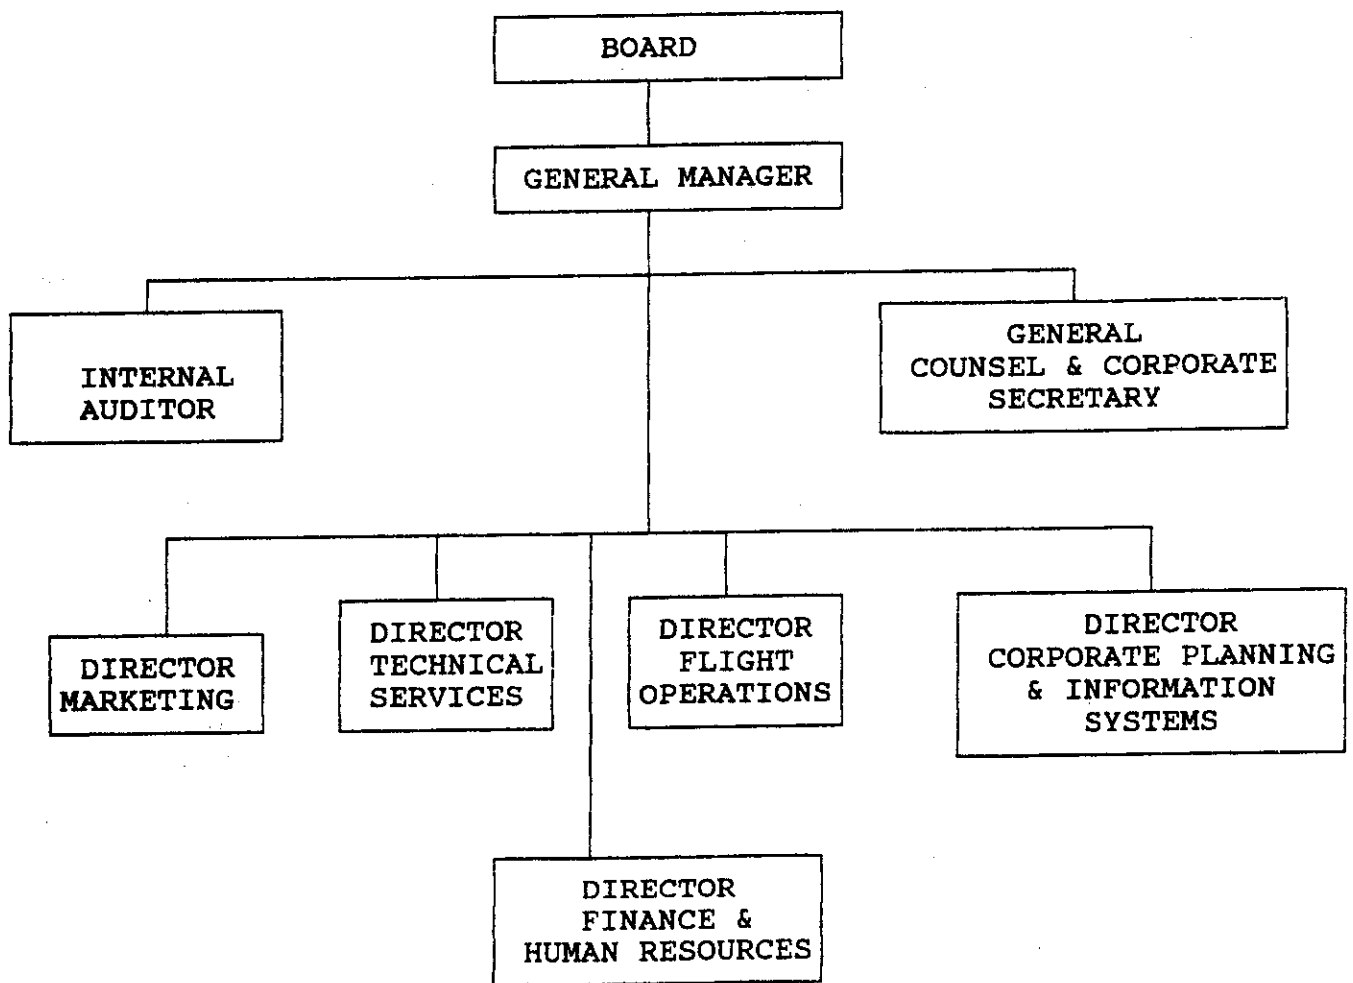 BOARD
GENERAL MANAGER
INTERNAL
AUDITOR
GENERAL
COUNSEL & CORPORATE
SECRETARY
DIRECTOR
MARKETING
DIRECTOR
TECHNICAL
SERVICES
DIRECTOR
FLIGHT
OPERATIONS
DIRECTOR
CORPORATE PLANNING
& INFORMATION
SYSTEMS
DIRECTOR
FINANCE &
HUMAN RESOURCES